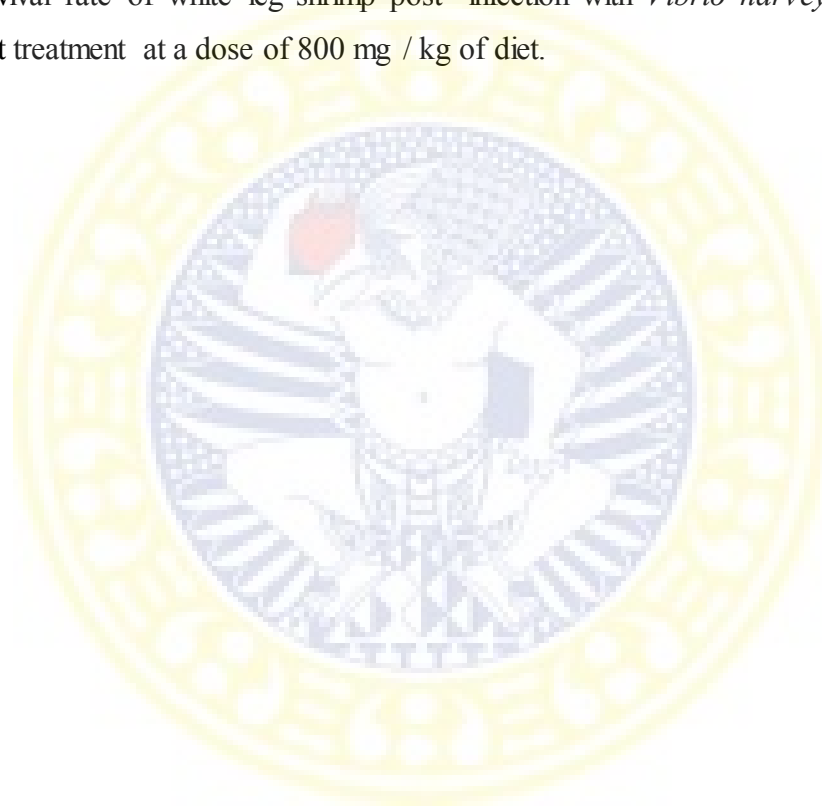 vival rate of white leg shrimp post infection with Vibrio harvey
t treatment at a dose of 800 mg / kg of diet.